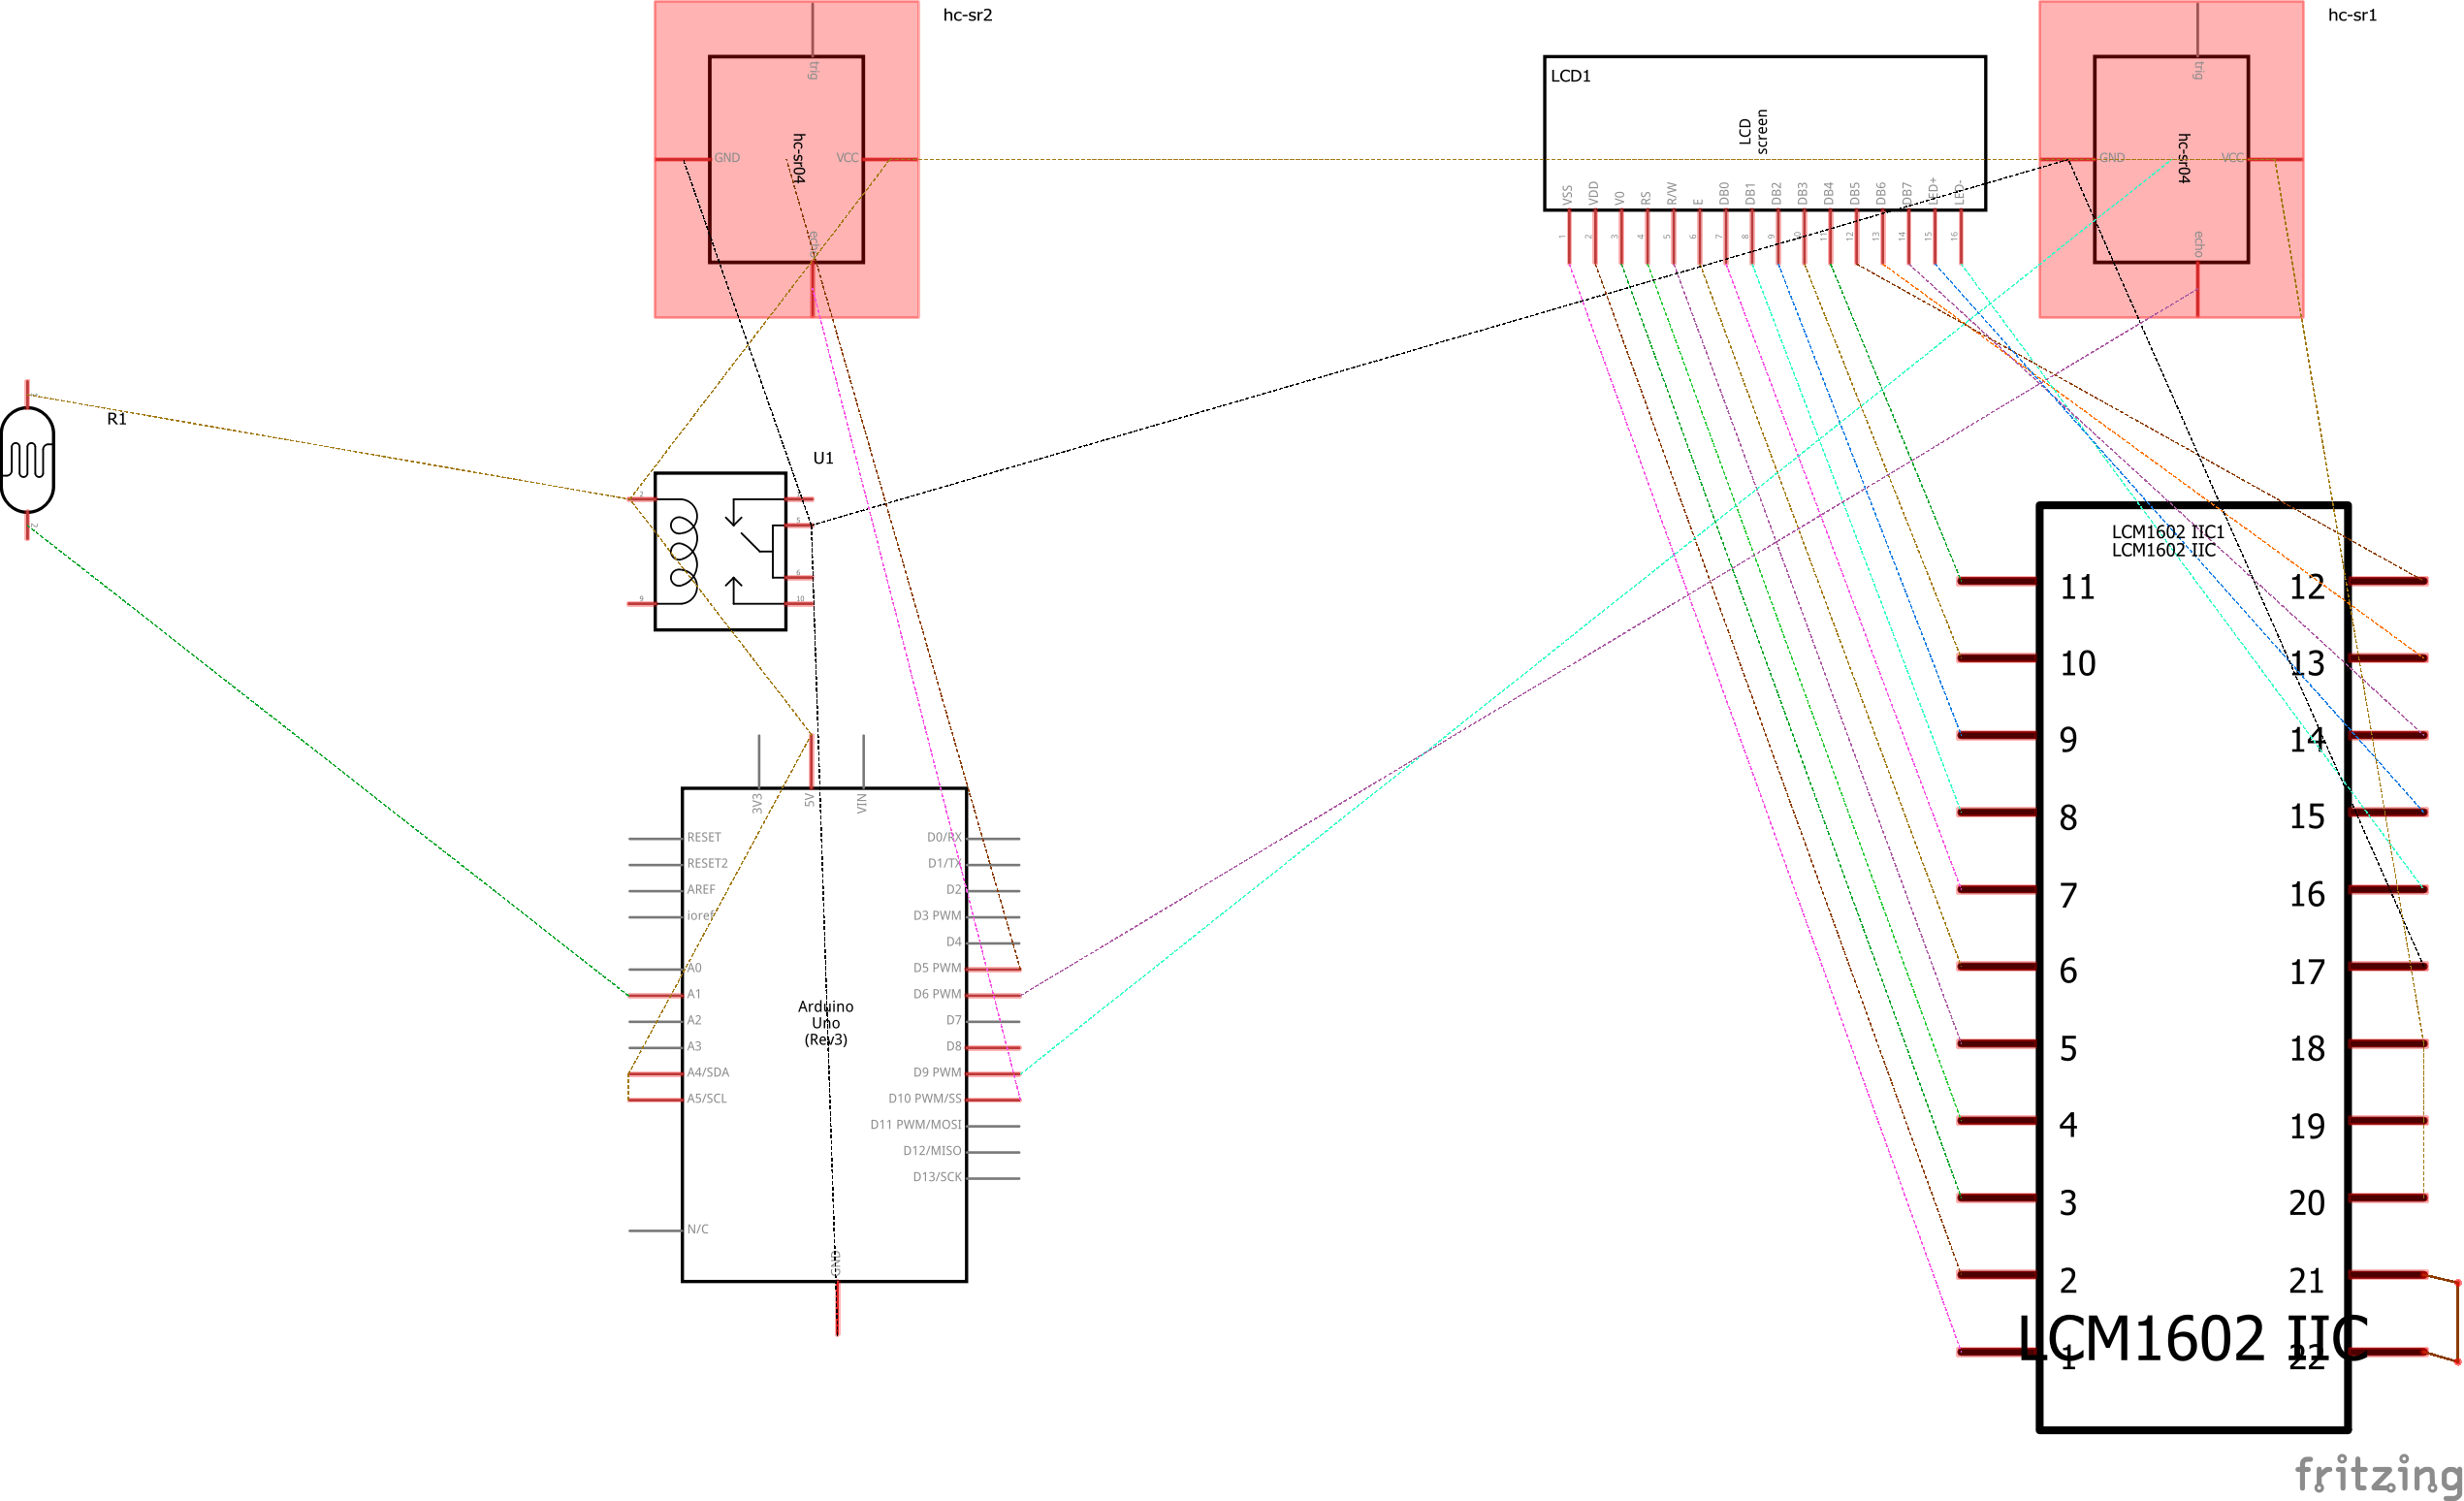 hc-sr2
trig
GND
hc-sr04
VCC
echo
LCD1
LCD
screen
VSS
VDD
V0
RS
R/W
E
DB0
DB1
DB2
DB3
DB4
DB5
DB6
DB7
LED+
LED-
1
2
3
4
5
6
7
8
9
10
11
12
13
14
15
16
hc-sr1
trig
GND
hc-sr04
VCC
echo
R1
2
U1
2
5
6
9
10
3V3
5V
VIN
RESET
RESET2
AREF
ioref
A0
A1
A2
A3
A4/SDA
A5/SCL
N/C
D0/RX
D1/TX
D2
D3 PWM
D4
D5 PWM
D6 PWM
D7
D8
D9 PWM
D10 PWM/SS
D11 PWM/MOSI
D12/MISO
D13/SCK
Arduino
Uno
(Rev3)
GND
LCM1602 IIC1
LCM1602 IIC
11 12
10 13
9 14
8 15
7 16
6 17
5 18
4 19
3 20
2 21
1 22
LCM1602 IIC
fritzing